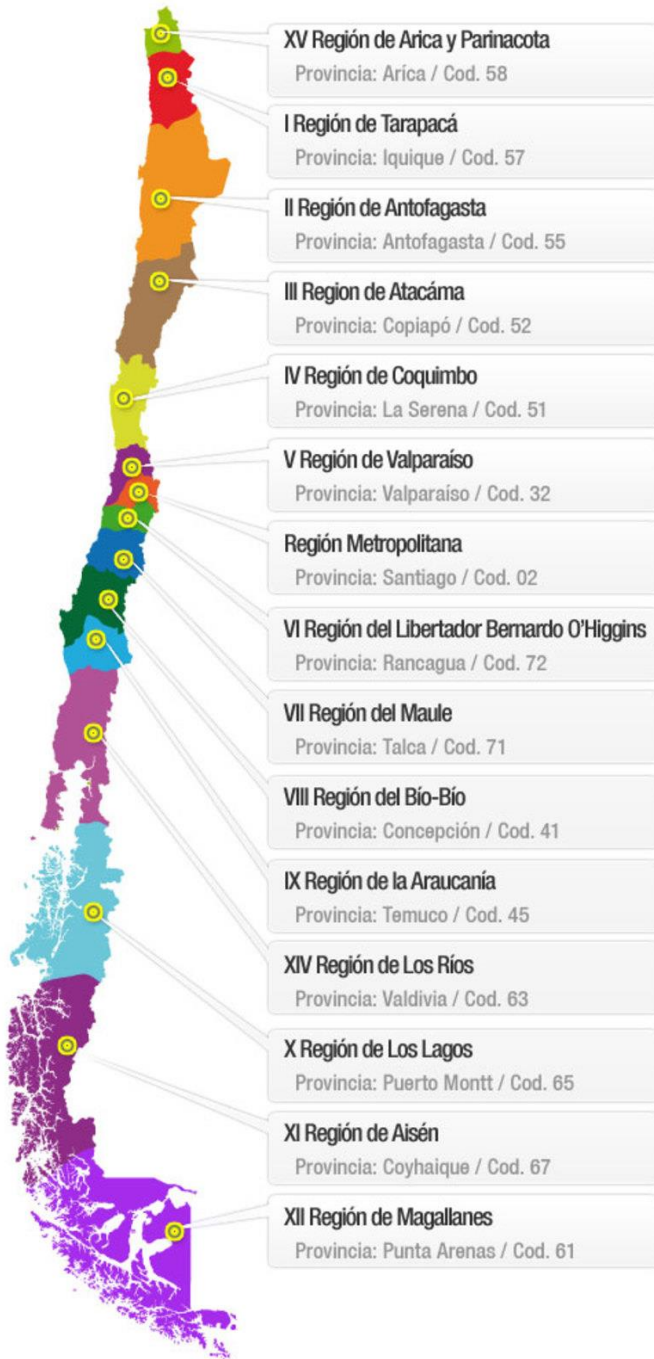 XV Región de Arica y Parinacota
Provincia: Aríca / Cod. 58
I Región de Tarapacá
Provincia: Iquique / Cod. 57
II Región de Antofagasta
Provincia: Antofagasta / Cod. 55
III Region de Atacáma
Provincia: Copiapó / Cod. 52
IV Región de Coquimbo
Provincia: La Serena / Cod. 51
V Región de Valparaíso
Provincia: Valparaíso / Cod. 32
Región Metropolitana
Provincia: Santiago / Cod. 02
VI Región del Libertador Bernardo O'Higgins
Provincia: Rancagua / Cod. 72
VII Región del Maule
Provincia: Talca / Cod. 71
VIII Región del Bío-Bío
Provincia: Concepción / Cod. 41
IX Región de la Araucanía
Provincia: Temuco / Cod. 45
XIV Región de Los Ríos
Provincia: Valdivia / Cod. 63
X Región de Los Lagos
Provincia: Puerto Montt / Cod. 65
XI Región de Aisén
Provincia: Coyhaique / Cod. 67
XII Región de Magallanes
Provincia: Punta Arenas / Cod. 61